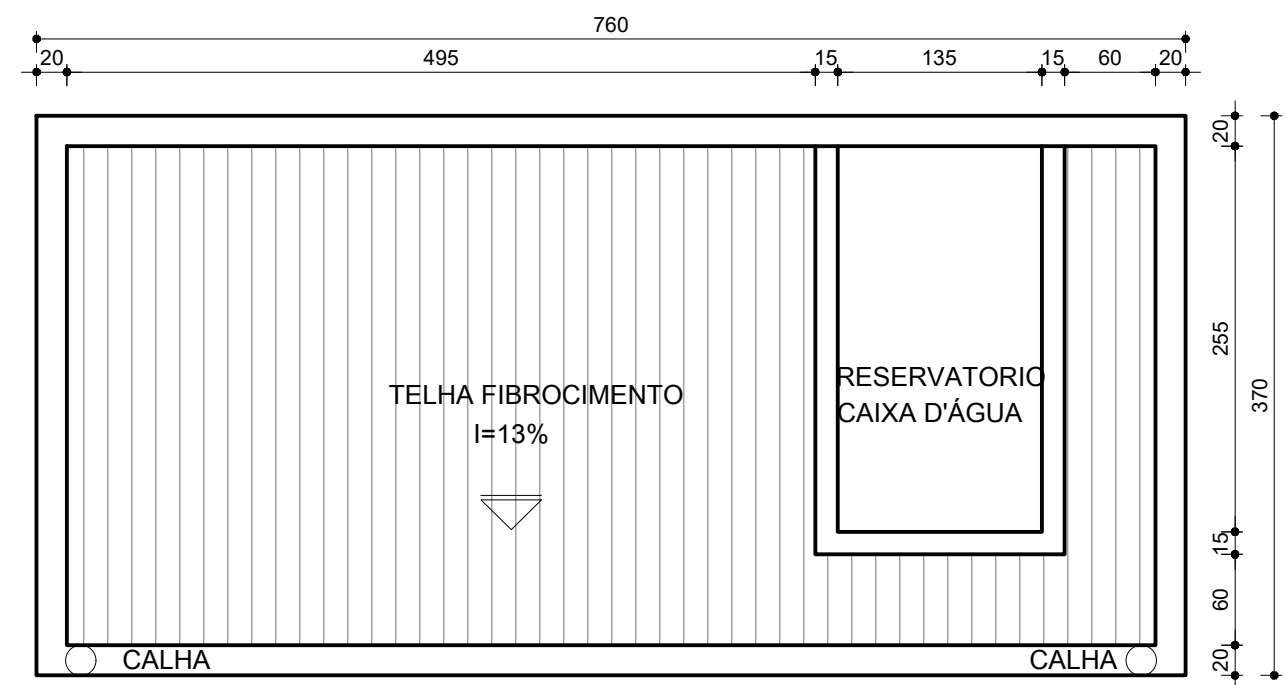 760
20 495 15 135 15 60 20
20
255
370
15
60
20
TELHA FIBROCIMENTO
I=13%
RESERVATORIO
CAIXA D'ÁGUA
CALHA CALHA